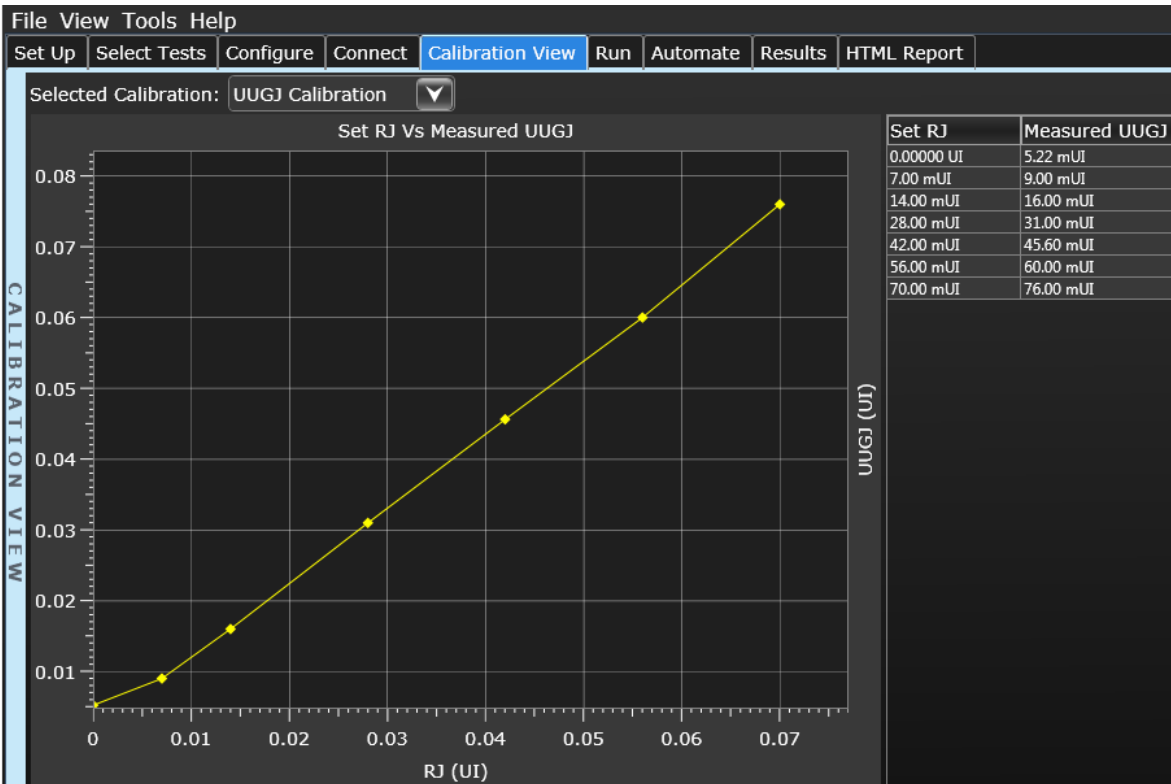 File View Tools Help
Set Up Select Tests Configure Connect Calibration View Run Automate Results HTML Report
Selected Calibration: UUGJ Calibration
CALIBRATION VIEW
Set RJ Vs Measured UUGJ
0.08
0.07
0.06
0.05
0.04
0.03
0.02
0.01
0 0.01 0.02 0.03 0.04 0.05 0.06 0.07
RJ (UI)
UUGJ (UI)
Set RJ Measured UUGJ
0.00000 UI 5.22 mUI
7.00 mUI 9.00 mUI
14.00 mUI 16.00 mUI
28.00 mUI 31.00 mUI
42.00 mUI 45.60 mUI
56.00 mUI 60.00 mUI
70.00 mUI 76.00 mUI